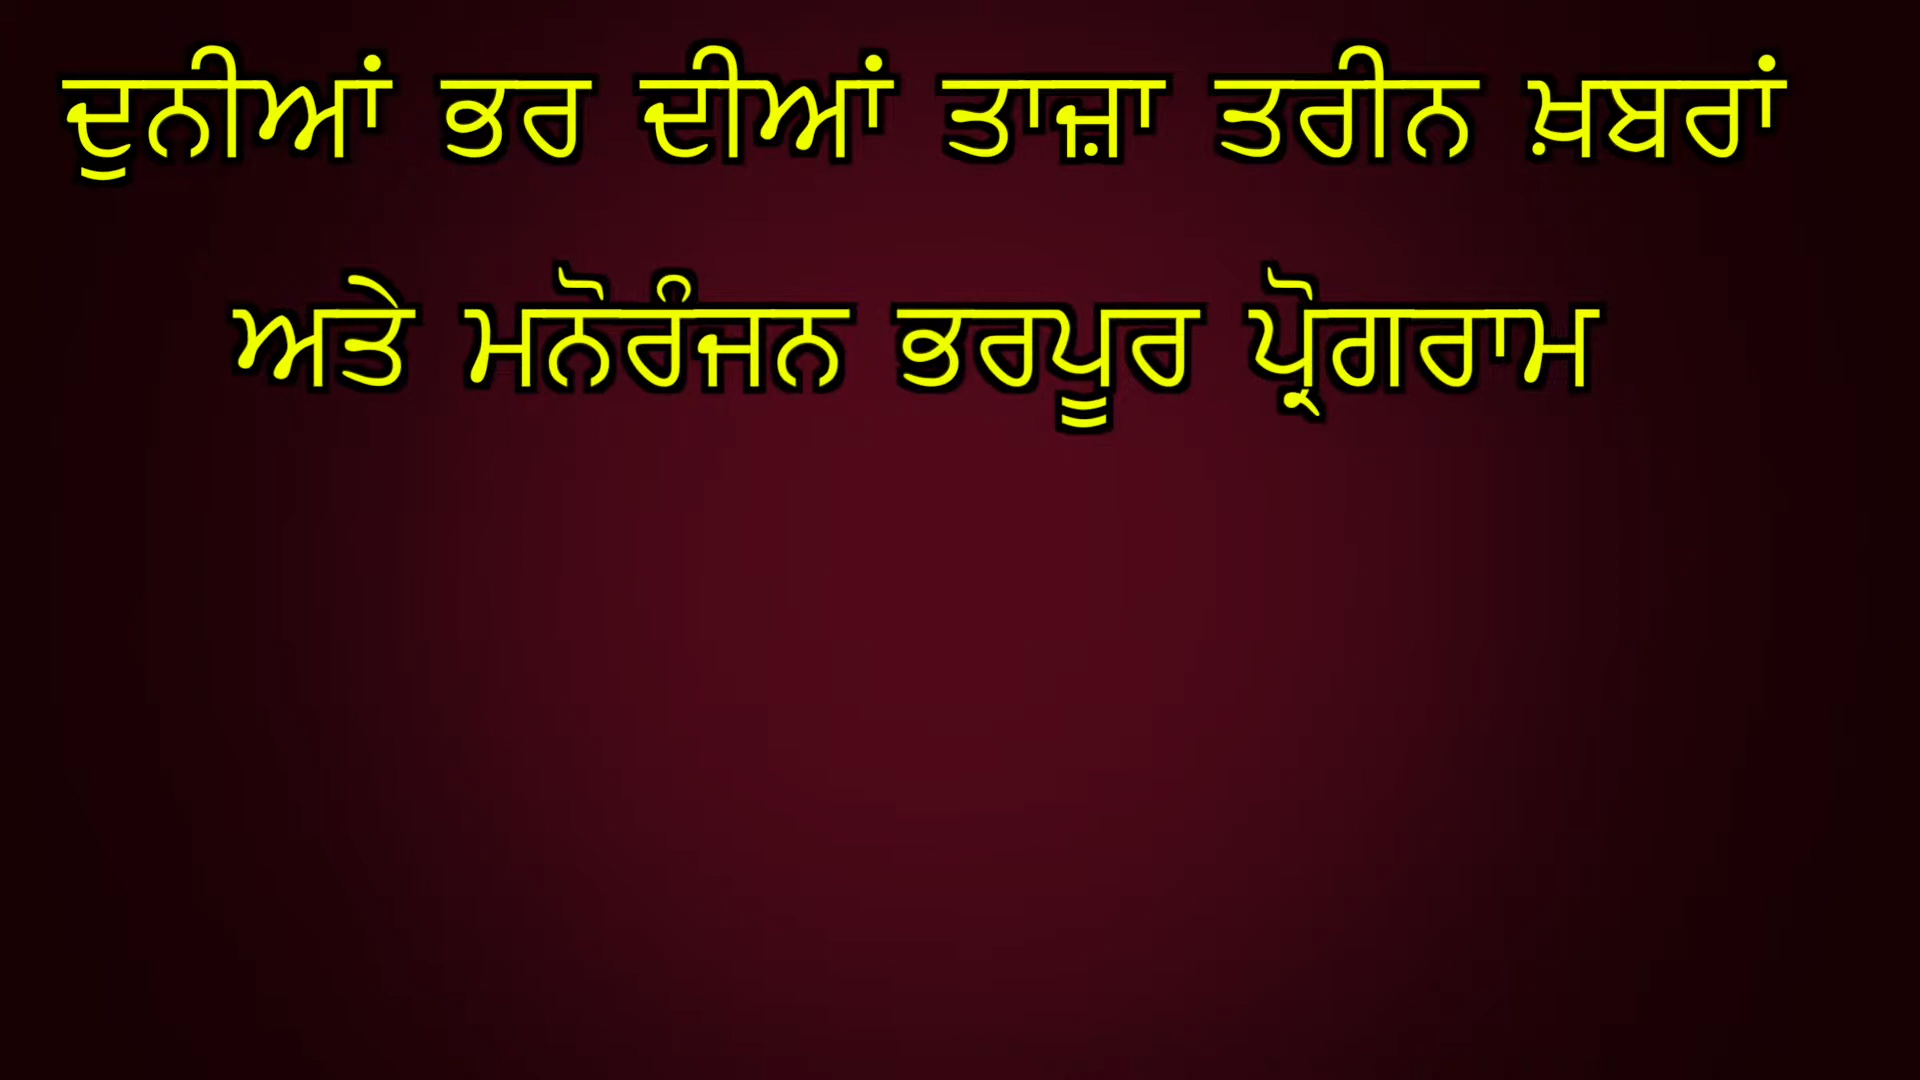 ਦੁਨੀਆਂ ਭਰ ਦੀਆਂ ਤਾਜ਼ਾ ਤਰੀਨ ਖ਼ਬਰਾਂ
ਅਤੇ ਮਨੋਰੰਜਨ ਭਰਪੂਰ ਪ੍ਰੋਗਰਾਮ